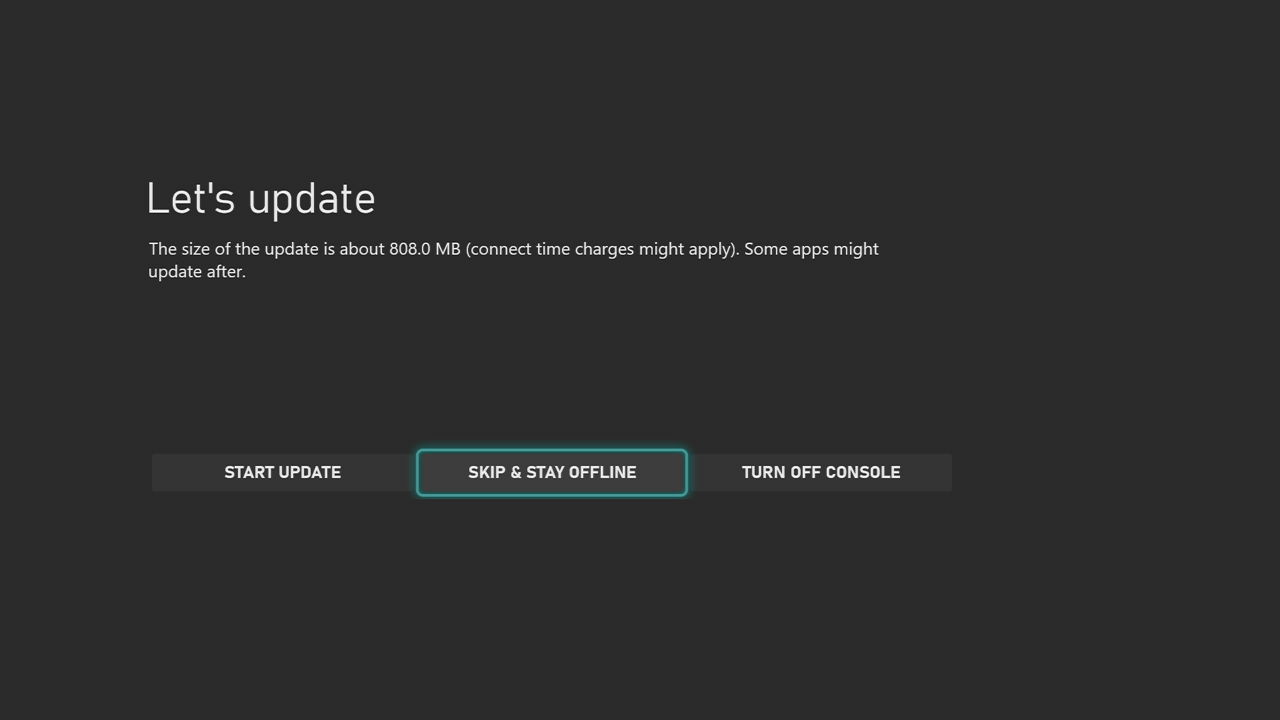 Let's update
The size of the update is about 808.0 MB (connect time charges might apply). Some apps might
update after.
START UPDATE
SKIP & STAY OFFLINE
TURN OFF CONSOLE